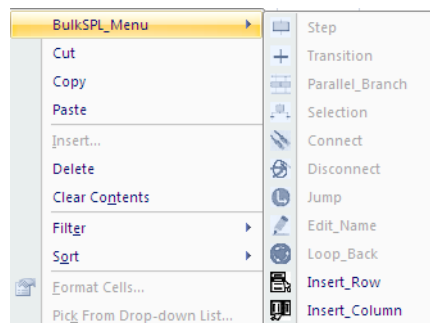 BulkSPL_Menu
Cut
Copy
Paste
Insert...
Delete
Clear Contents
Filter
Sort
Format Cells...
Pick From Drop-down List...
Step
Transition
Parallel_Branch
Selection
Connect
Disconnect
Jump
Edit_Name
Loop_Back
Insert_Row
Insert_Column